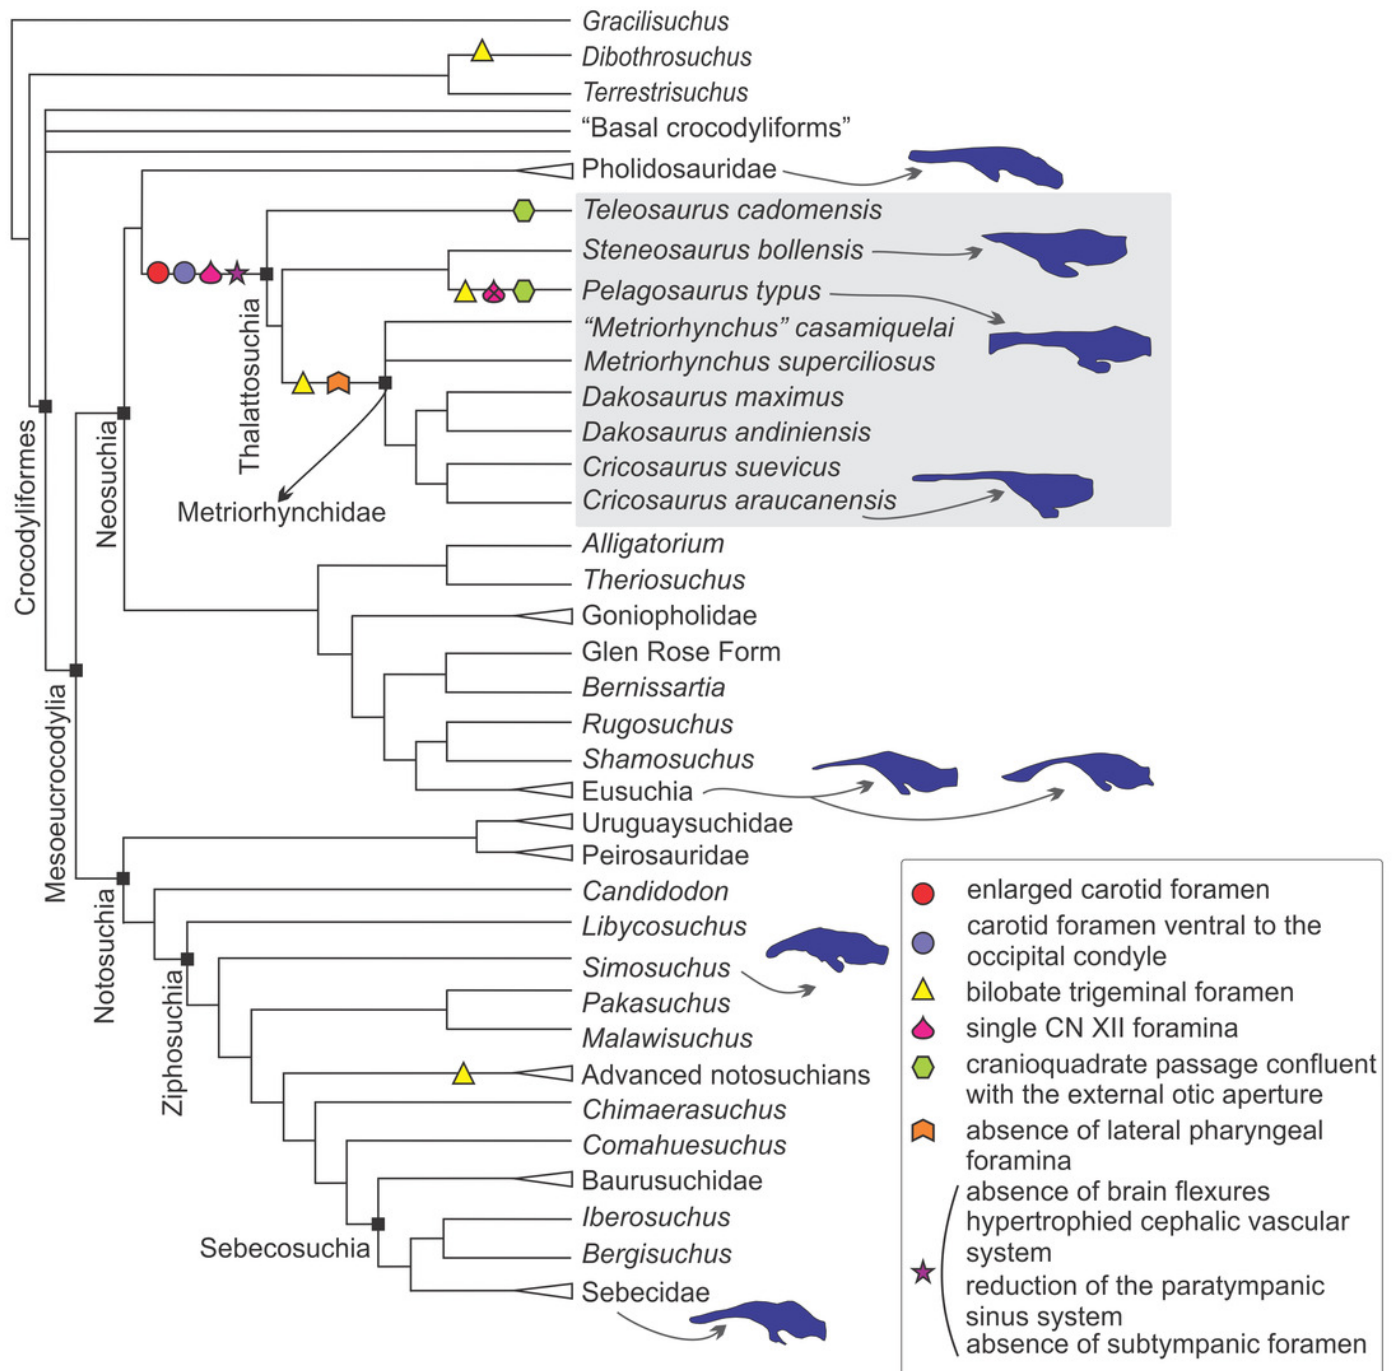 Gracilisuchus
Dibothrosuchus
Terrestrisuchus
“Basal crocodyliforms”
Pholidosauridae
Teleosaurus cadomensis
Steneosaurus bollensis
Pelagosaurus typus
“Metriorhynchus” casamiquelai
Metriorhynchus superciliosus
Dakosaurus maximus
Dakosaurus andiniensis
Cricosaurus suevicus
Cricosaurus araucanensis
Alligatorium
Theriosuchus
Goniopholidae
Glen Rose Form
Bernissartia
Rugosuchus
Shamosuchus
Eusuchia
Uruguaysuchidae
Peirosauridae
Candidodon
Libycosuchus
Simosuchus
Pakasuchus
Malawisuchus
Advanced notosuchians
Chimaerasuchus
Comahuesuchus
Baurusuchidae
Iberosuchus
Bergisuchus
Sebecidae
Crocodyliformes
Mesoeucrocodylia
Neosuchia
Thalattosuchia
Metriorhynchidae
Notosuchia
Ziphosuchia
Sebecosuchia
enlarged carotid foramen
carotid foramen ventral to the
occipital condyle
bilobate trigeminal foramen
single CN XII foramina
cranioquadrate passage confluent
with the external otic aperture
absence of lateral pharyngeal
foramina
absence of brain flexures
hypertrophied cephalic vascular
system
reduction of the paratympanic
sinus system
absence of subtympanic foramen